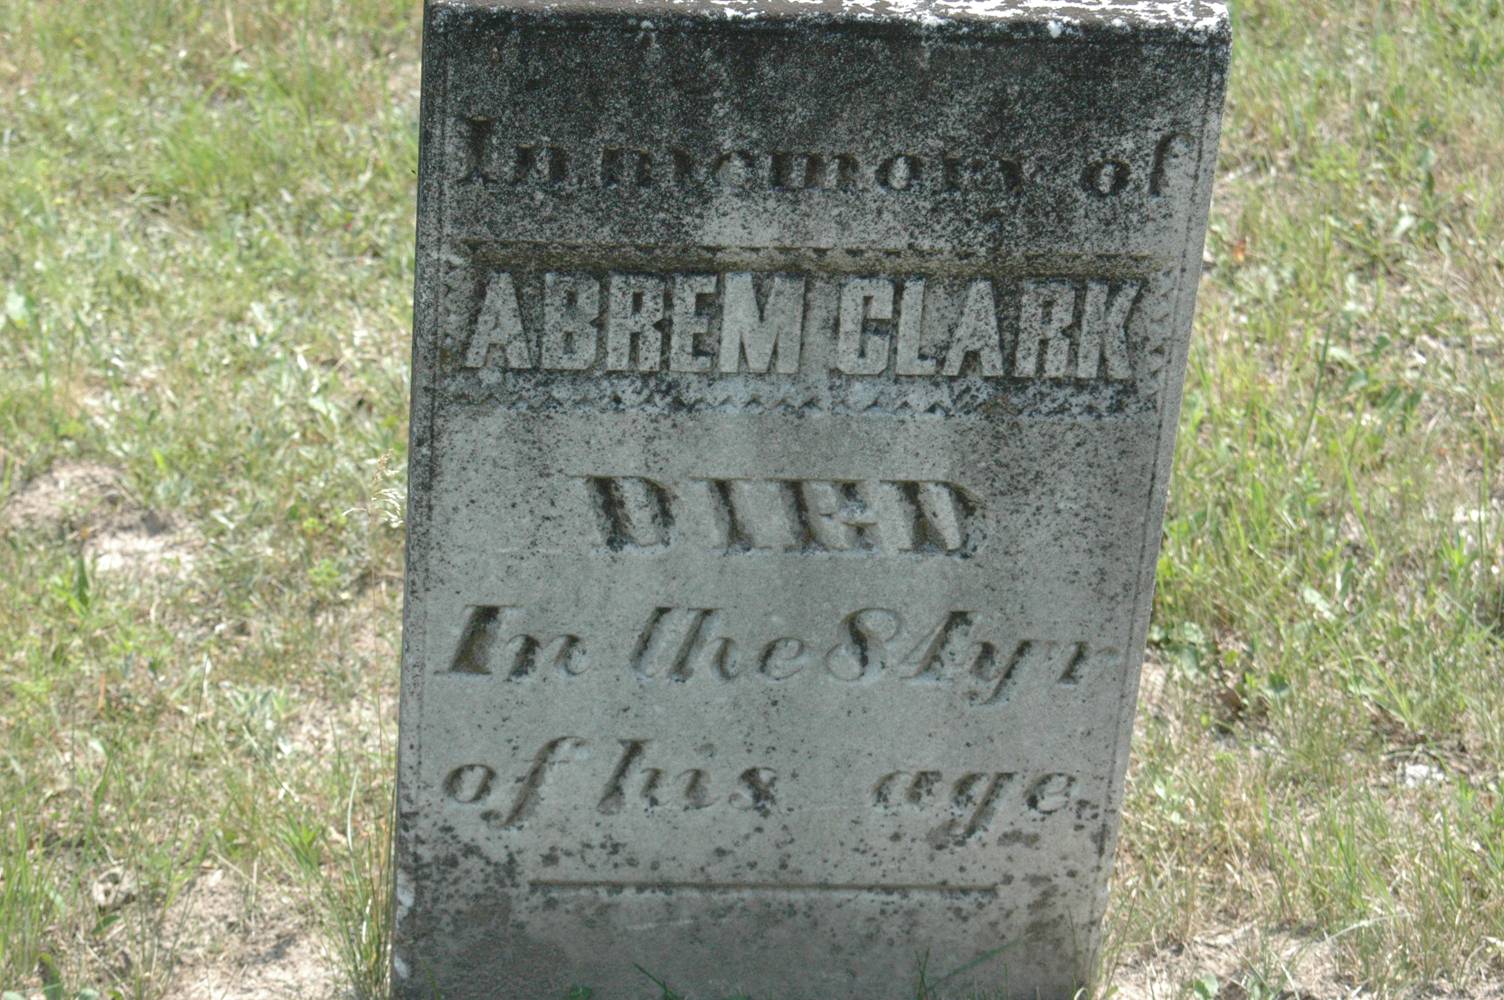 In memory of
ABREM CLARK
DIED
In the 84 yr
of his age.